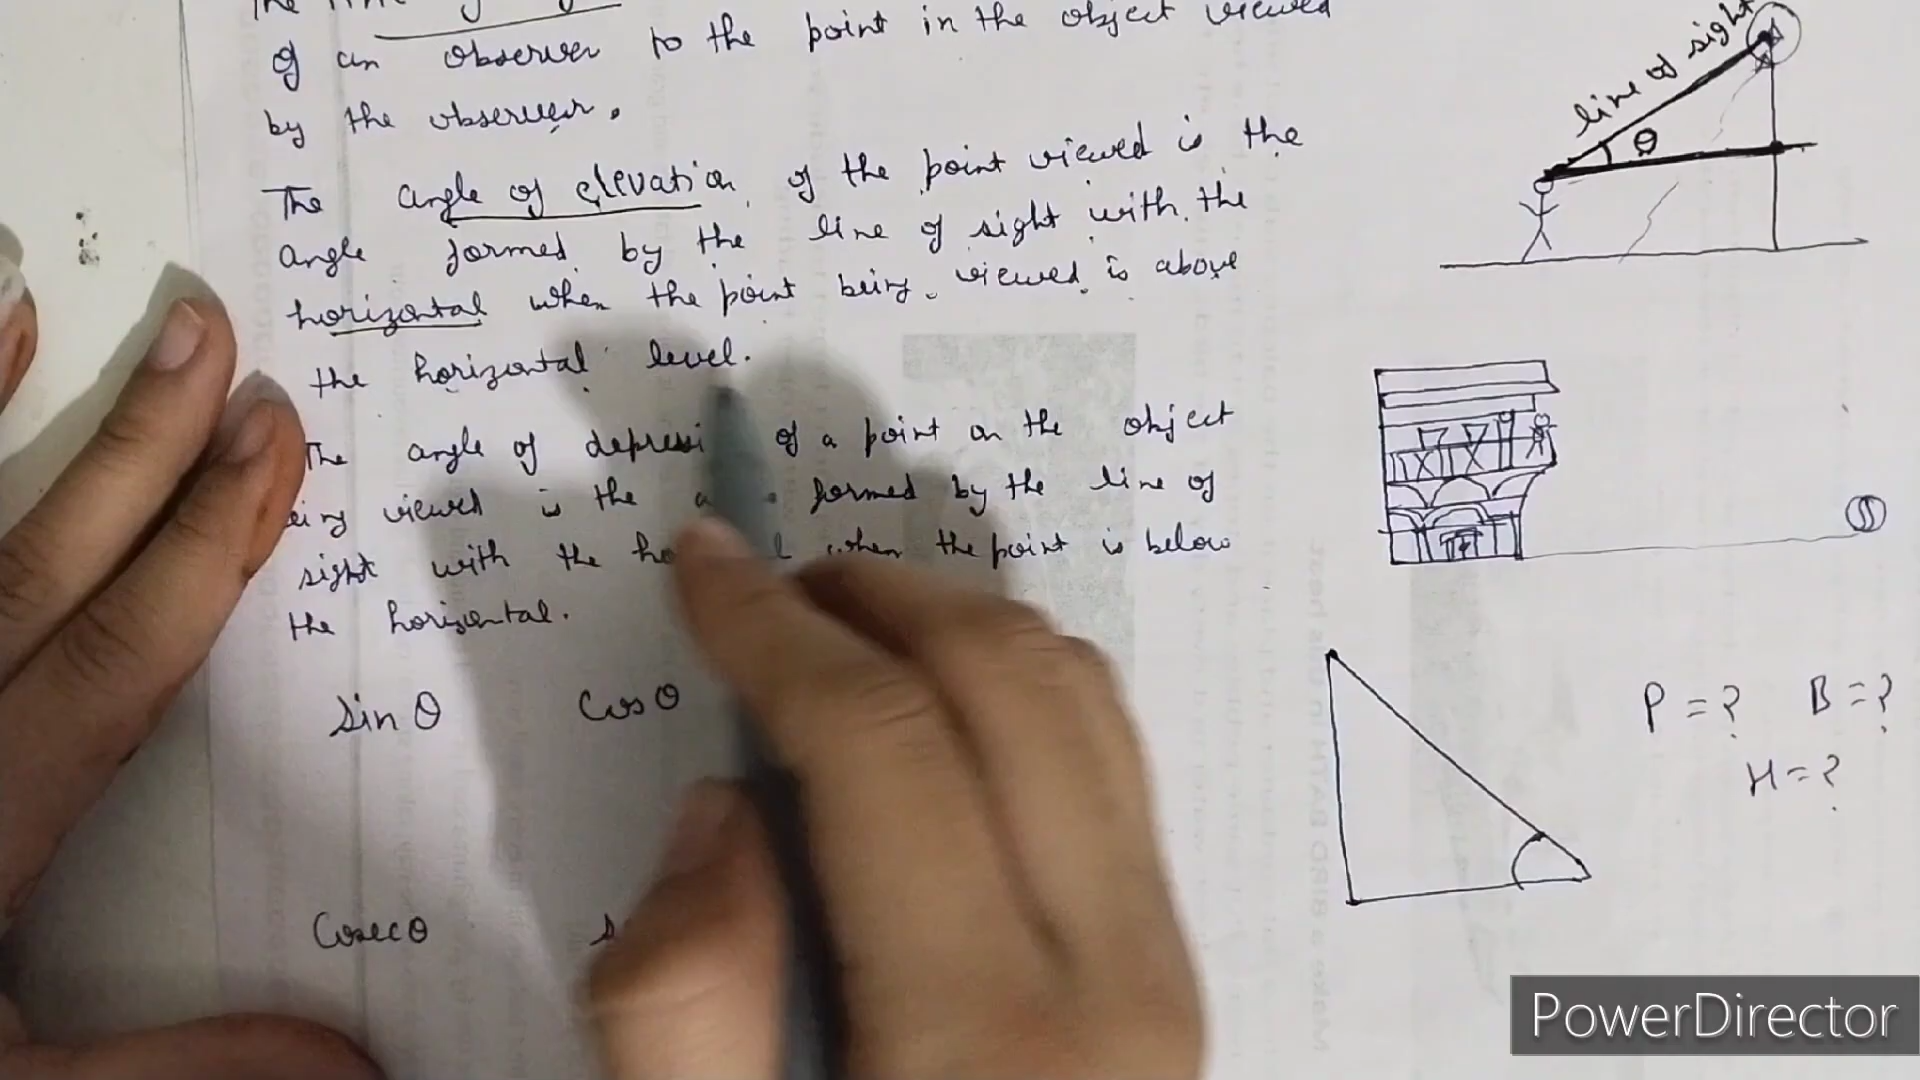 of an observer to the point in the object viewed
by the observer.
The angle of elevation of the point viewed is the
angle formed by the line of sight with the
horizontal when the point being viewed is above
the horizontal level.
The angle of depressi of a point on the object
eing viewed is the a formed by the line of
sight with the ho l when the point is below
the horizontal.
sin θ cos θ
cosec θ s
line of sight
θ
P = ? B = ?
H = ?
PowerDirector